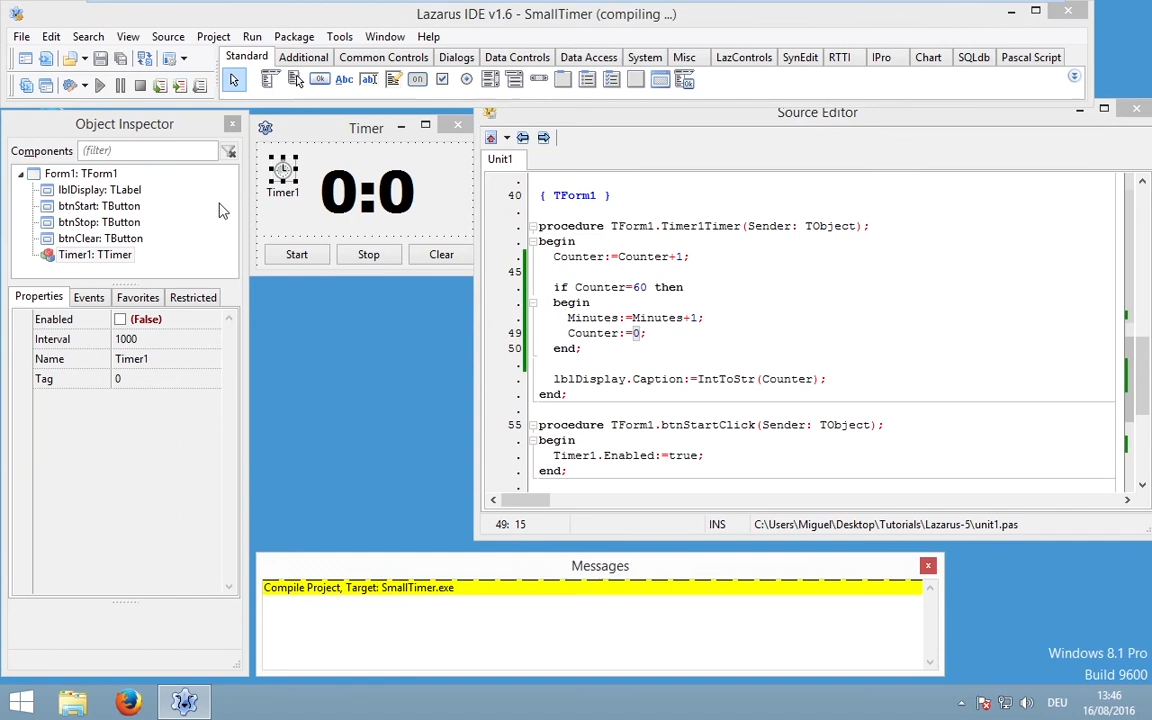 Lazarus IDE v1.6 - SmallTimer (compiling ...)
File Edit Search View Source Project Run Package Tools Window Help
Standard Additional Common Controls Dialogs Data Controls Data Access System Misc LazControls SynEdit RTTI IPro Chart SQLdb Pascal Script
Ok Abc ab on
Object Inspector
Components (filter)
Form1: TForm1
lblDisplay: TLabel
btnStart: TButton
btnStop: TButton
btnClear: TButton
Timer1: TTimer
Properties Events Favorites Restricted
Enabled (False)
Interval 1000
Name Timer1
Tag 0
Timer
Timer1
0:0
Start Stop Clear
Source Editor
Unit1
40 { TForm1 }
procedure TForm1.Timer1Timer(Sender: TObject);
begin
Counter:=Counter+1;
45
if Counter=60 then
begin
Minutes:=Minutes+1;
49 Counter:=0;
50 end;
lblDisplay.Caption:=IntToStr(Counter);
end;
55 procedure TForm1.btnStartClick(Sender: TObject);
begin
Timer1.Enabled:=true;
end;
49: 15 INS C:\Users\Miguel\Desktop\Tutorials\Lazarus-5\unit1.pas
Messages
Compile Project, Target: SmallTimer.exe
Windows 8.1 Pro
Build 9600
DEU 13:46
16/08/2016